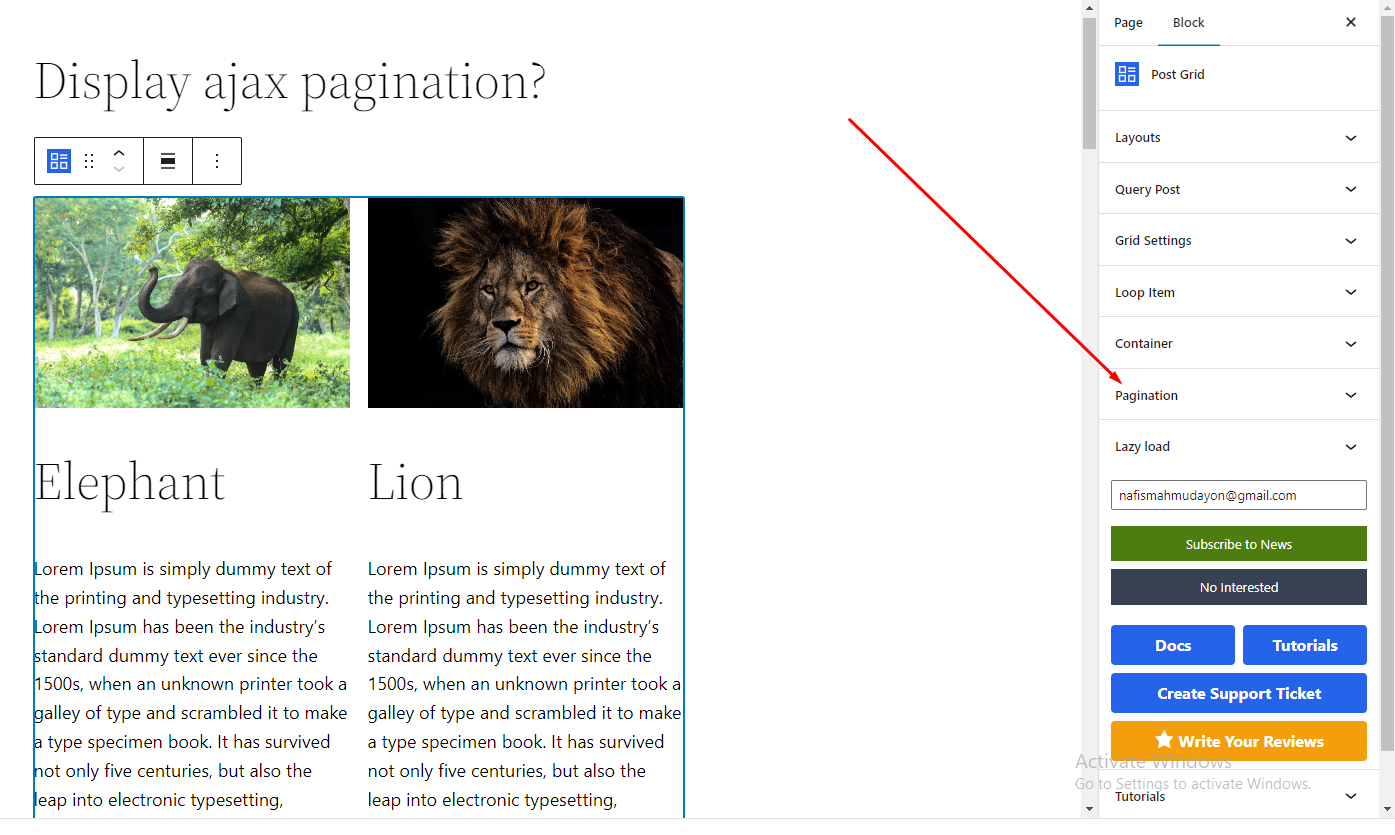 Display ajax pagination?
Elephant
Lorem Ipsum is simply dummy text of
the printing and typesetting industry.
Lorem Ipsum has been the industry’s
standard dummy text ever since the
1500s, when an unknown printer took a
galley of type and scrambled it to make
a type specimen book. It has survived
not only five centuries, but also the
leap into electronic typesetting,
Lion
Lorem Ipsum is simply dummy text of
the printing and typesetting industry.
Lorem Ipsum has been the industry’s
standard dummy text ever since the
1500s, when an unknown printer took a
galley of type and scrambled it to make
a type specimen book. It has survived
not only five centuries, but also the
leap into electronic typesetting,
Page Block
Post Grid
Layouts
Query Post
Grid Settings
Loop Item
Container
Pagination
Lazy load
nafismahmudayon@gmail.com
Subscribe to News
No Interested
Docs Tutorials
Create Support Ticket
Write Your Reviews
Activate Windows
Go to Settings to activate Windows.
Tutorials